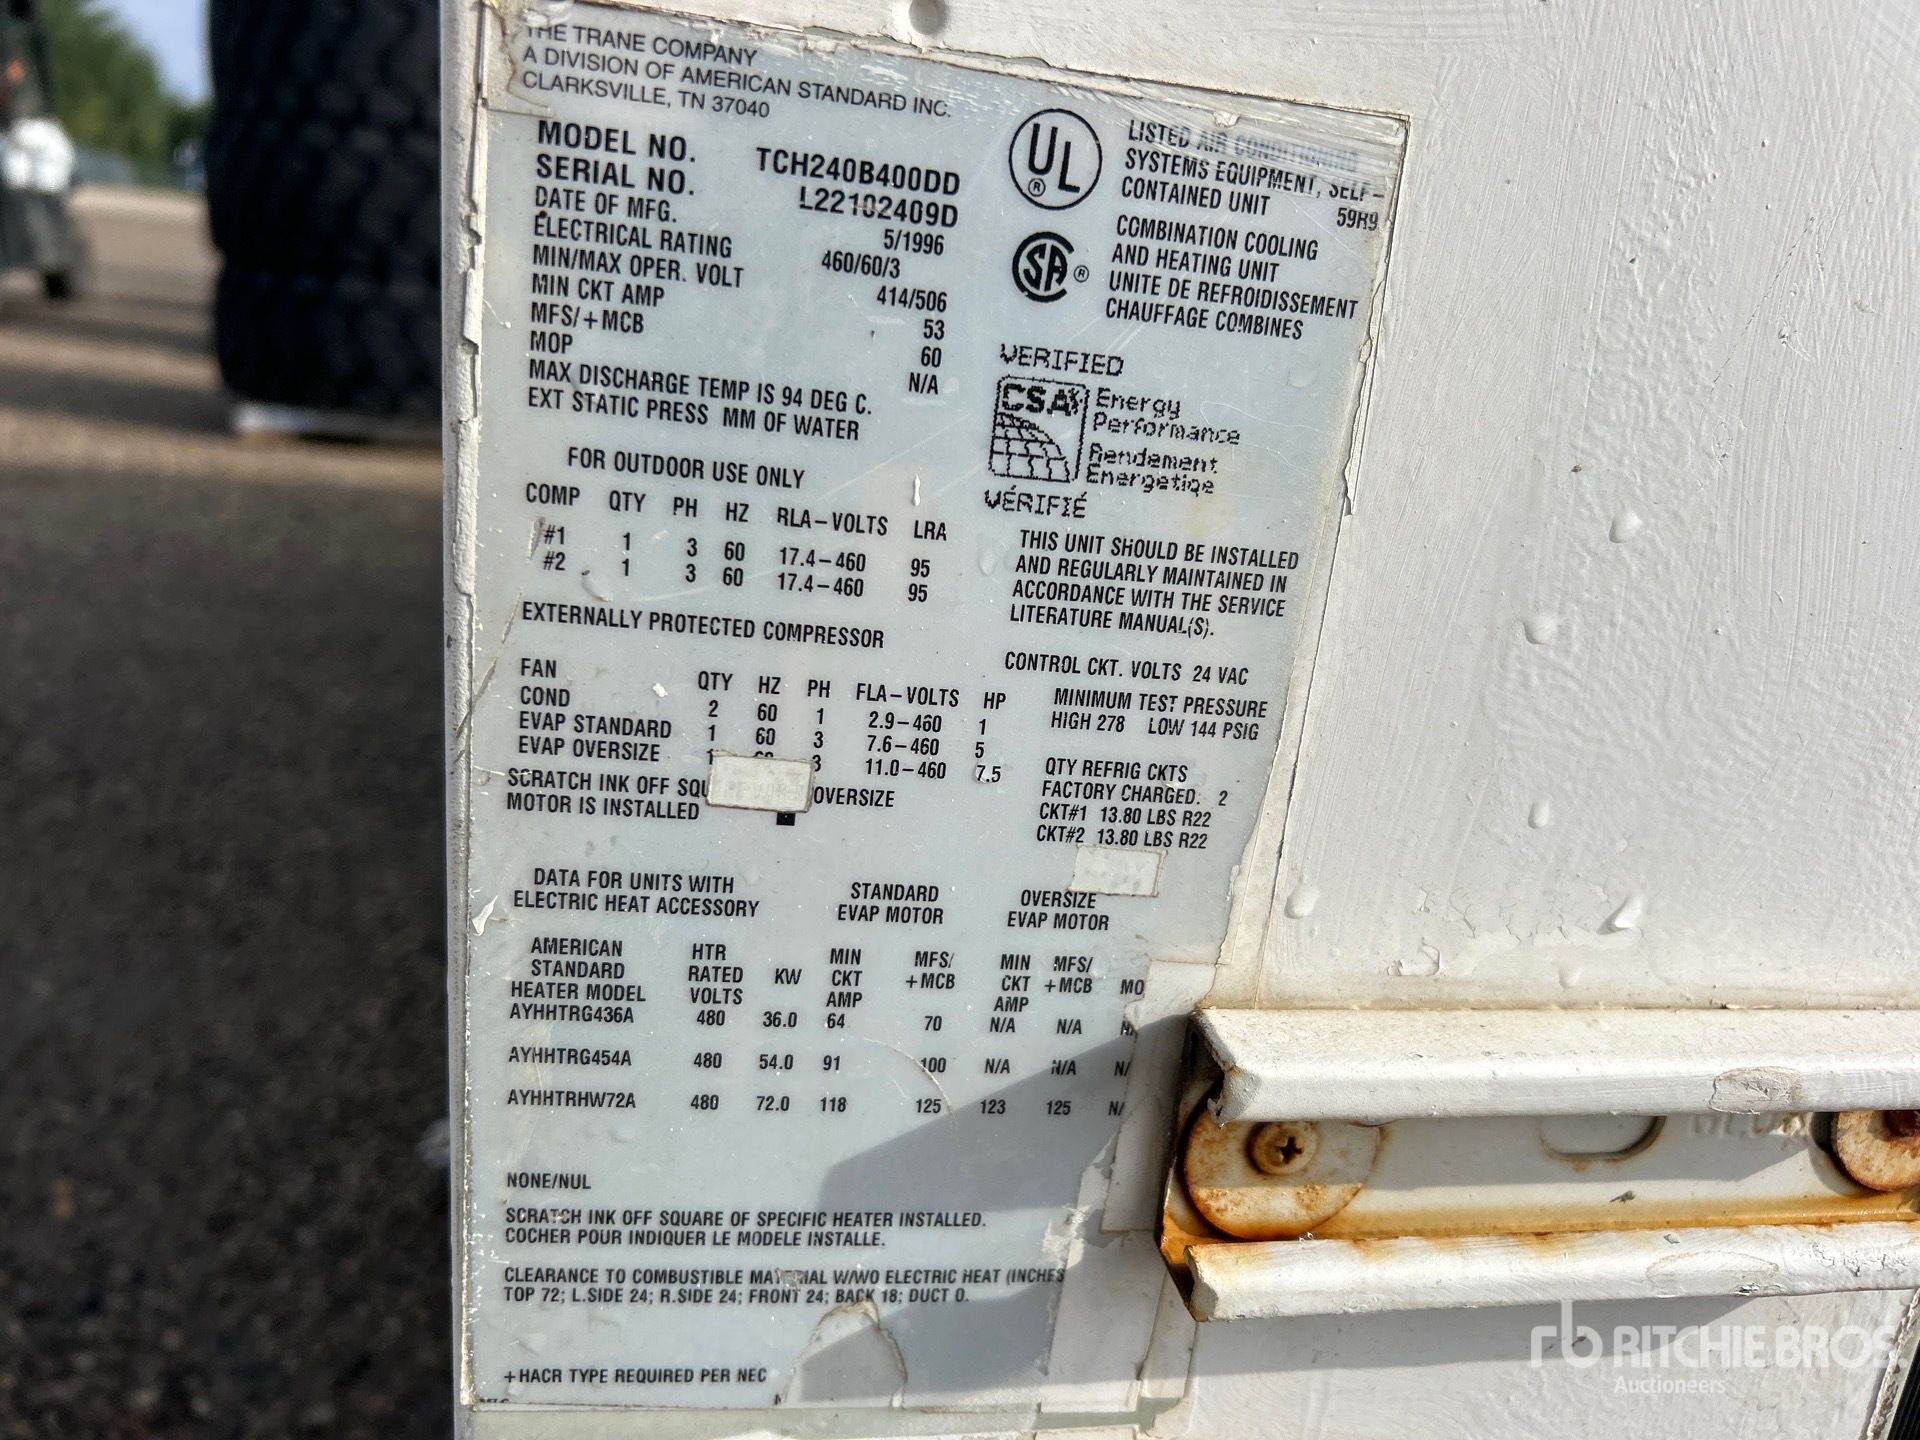 THE TRANE COMPANY
A DIVISION OF AMERICAN STANDARD INC.
CLARKSVILLE, TN 37040
MODEL NO. TCH240B400DD
SERIAL NO. L22102409D
DATE OF MFG. 5/1996
ELECTRICAL RATING 460/60/3
MIN/MAX OPER. VOLT 414/506
MIN CKT AMP 53
MFS/+MCB 60
MOP N/A
MAX DISCHARGE TEMP IS 94 DEG C.
EXT STATIC PRESS MM OF WATER
FOR OUTDOOR USE ONLY
COMP QTY PH HZ RLA-VOLTS LRA
#1 1 3 60 17.4-460 95
#2 1 3 60 17.4-460 95
EXTERNALLY PROTECTED COMPRESSOR
FAN QTY HZ PH FLA-VOLTS HP
COND 2 60 1 2.9-460 1
EVAP STANDARD 1 60 3 7.6-460 5
EVAP OVERSIZE 1 60 3 11.0-460 7.5
SCRATCH INK OFF OVERSIZE
MOTOR IS INSTALLED
UL ®
LISTED AIR CONDITIONING
SYSTEMS EQUIPMENT, SELF-
CONTAINED UNIT 59H9
SA ®
COMBINATION COOLING
AND HEATING UNIT
UNITE DE REFROIDISSEMENT
CHAUFFAGE COMBINES
VERIFIED
CSA Energy
Performance
Rendement
Energetiqe
VÉRIFIÉ
THIS UNIT SHOULD BE INSTALLED
AND REGULARLY MAINTAINED IN
ACCORDANCE WITH THE SERVICE
LITERATURE MANUAL(S).
CONTROL CKT. VOLTS 24 VAC
MINIMUM TEST PRESSURE
HIGH 278 LOW 144 PSIG
QTY REFRIG CKTS
FACTORY CHARGED: 2
CKT#1 13.80 LBS R22
CKT#2 13.80 LBS R22
DATA FOR UNITS WITH STANDARD OVERSIZE
ELECTRIC HEAT ACCESSORY EVAP MOTOR EVAP MOTOR
AMERICAN HTR MIN MFS/ MIN MFS/
STANDARD RATED KW CKT +MCB CKT +MCB
HEATER MODEL VOLTS AMP AMP
AYHHTRG436A 480 36.0 64 70 N/A N/A
AYHHTRG454A 480 54.0 91 100 N/A N/A
AYHHTRHW72A 480 72.0 118 125 123 125
NONE/NUL
SCRATCH INK OFF SQUARE OF SPECIFIC HEATER INSTALLED.
COCHER POUR INDIQUER LE MODELE INSTALLE.
CLEARANCE TO COMBUSTIBLE MATERIAL W/WO ELECTRIC HEAT (INCHES
TOP 72; L.SIDE 24; R.SIDE 24; FRONT 24; BACK 18; DUCT 0.
+HACR TYPE REQUIRED PER NEC
rb RITCHIE BROS.
Auctioneers